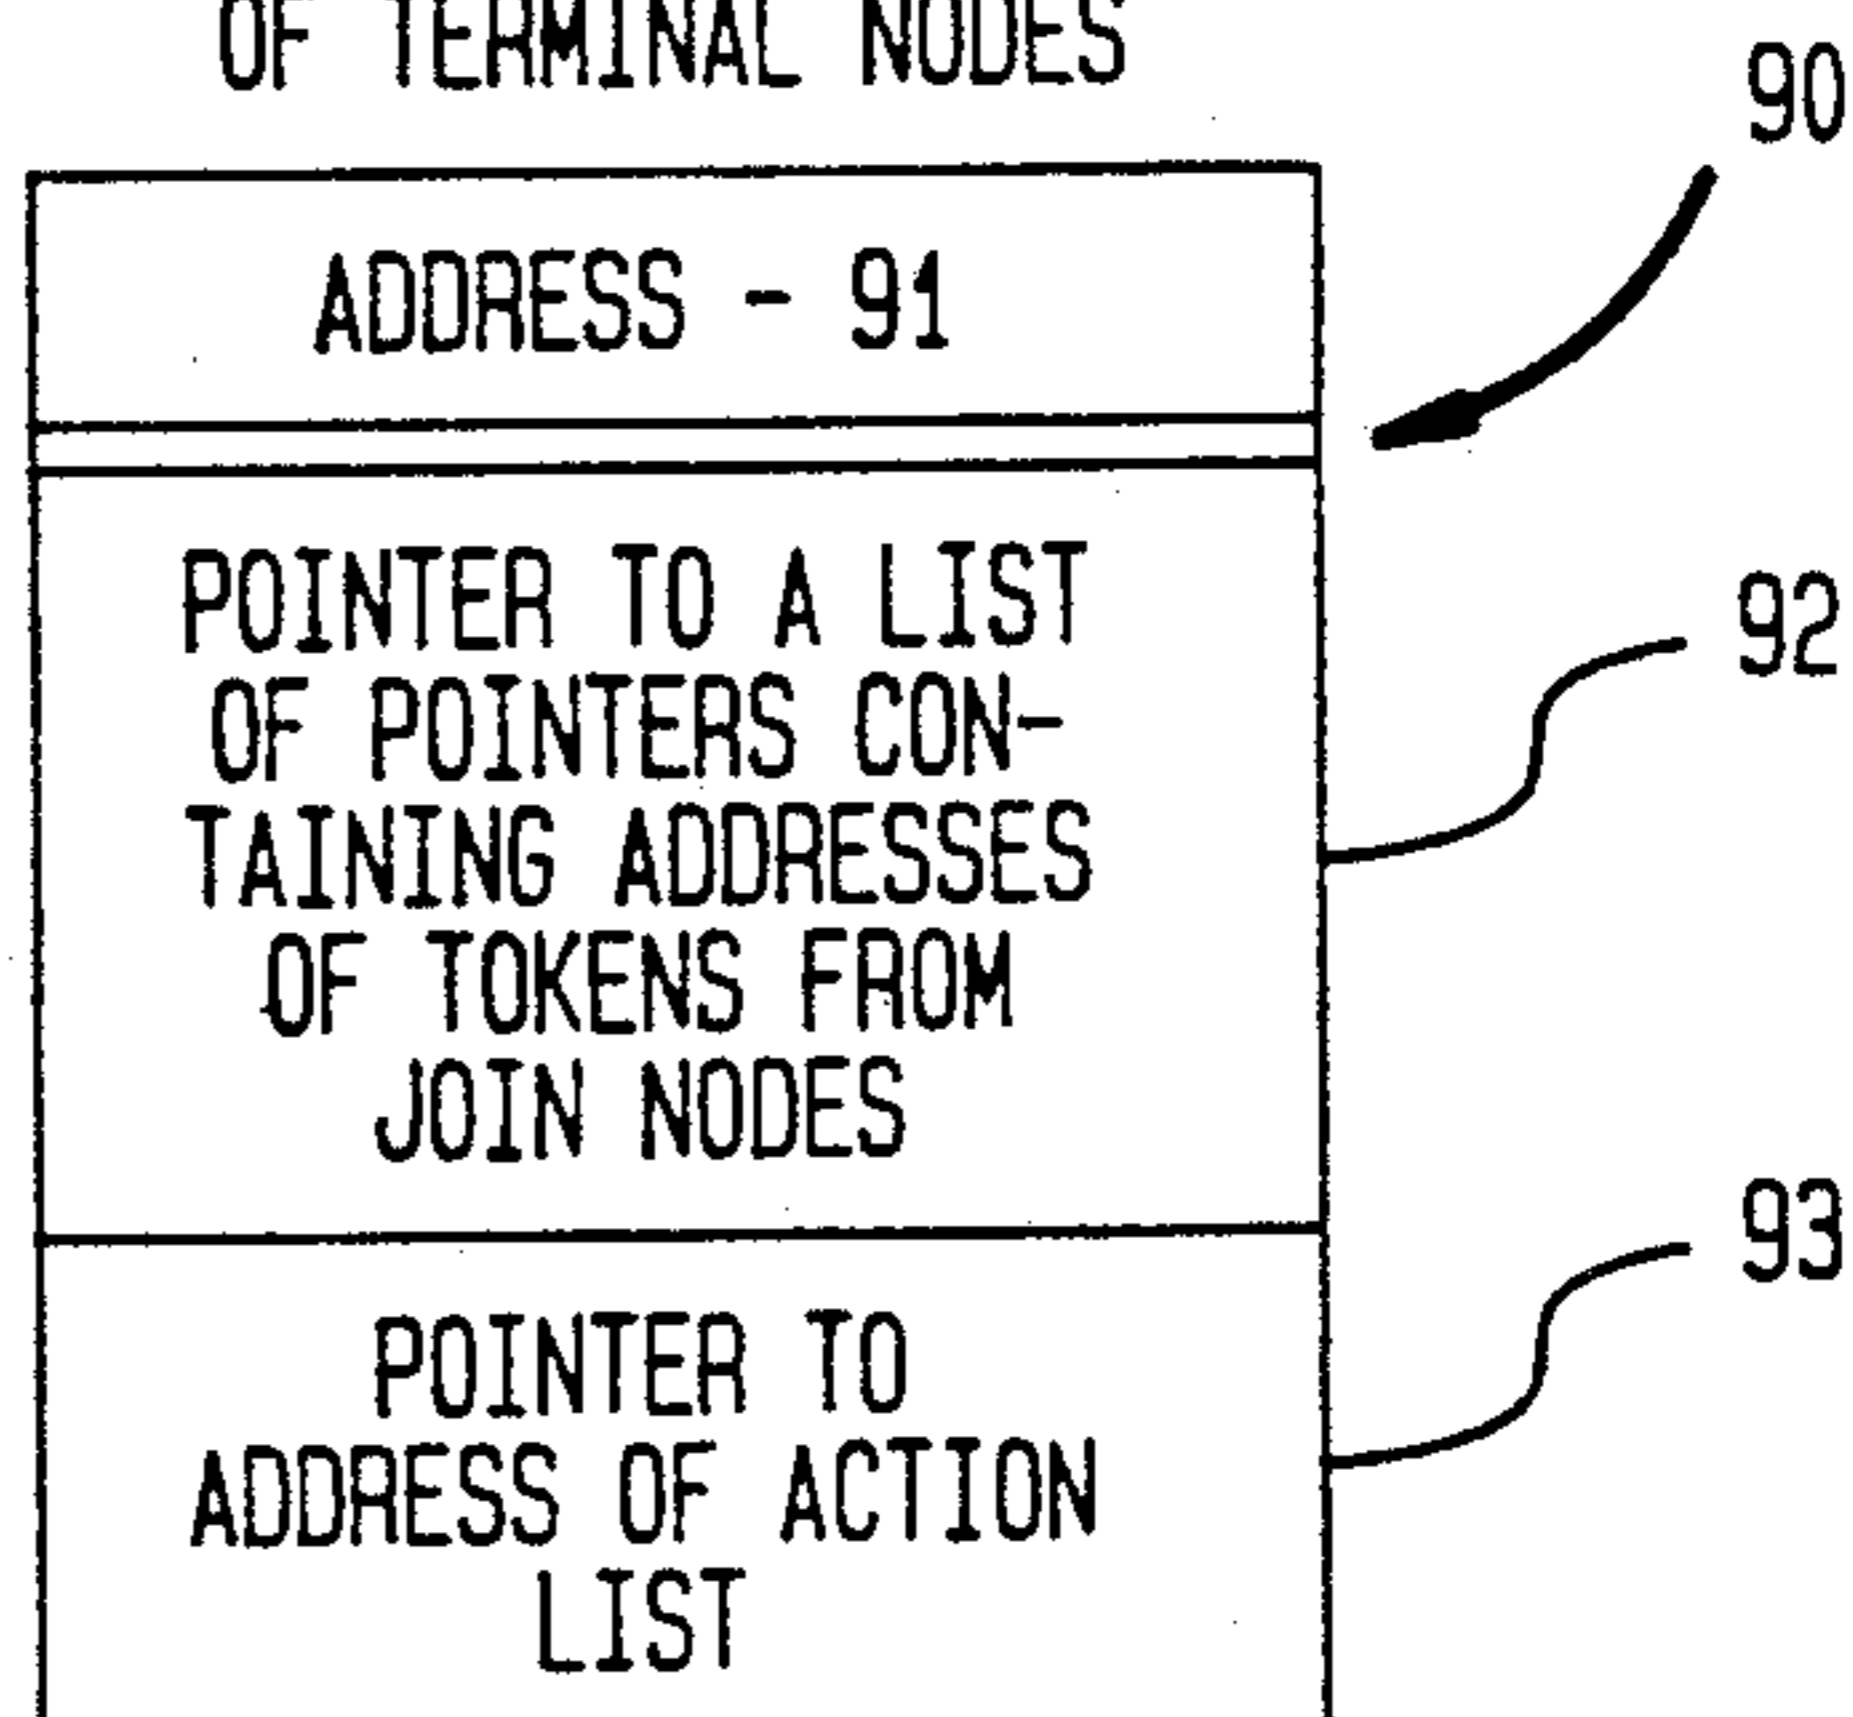 OF TERMINAL NODES
90
ADDRESS - 91
POINTER TO A LIST
OF POINTERS CON-
TAINING ADDRESSES
OF TOKENS FROM
JOIN NODES
92
POINTER TO
ADDRESS OF ACTION
LIST
93